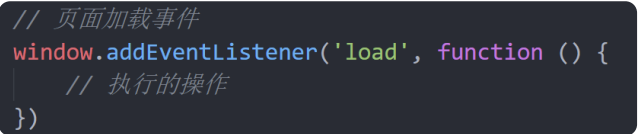 // 页面加载事件
window.addEventListener('load', function () {
    // 执行的操作
})